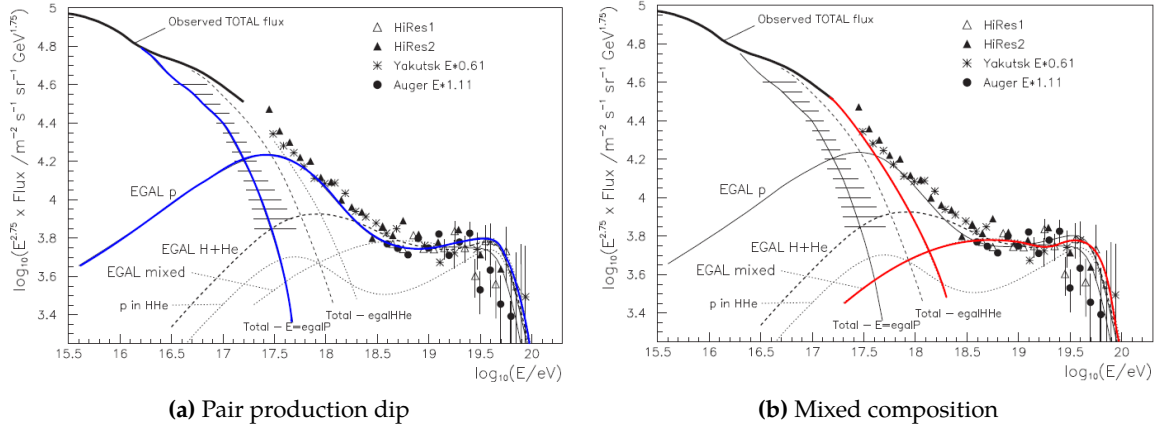 Observed TOTAL flux
HiRes1
HiRes2
Yakutsk E*0.61
Auger E*1.11
log₁₀(E^2.75 x Flux /m⁻² s⁻¹ sr⁻¹ GeV^1.75)
5
4.8
4.6
4.4
4.2
4
3.8
3.6
3.4
EGAL p
EGAL H+He
EGAL mixed
p in HHe
Total − E=egalP
Total − egalHHe
15.5 16 16.5 17 17.5 18 18.5 19 19.5 20
log₁₀(E/eV)
(a) Pair production dip
Observed TOTAL flux
HiRes1
HiRes2
Yakutsk E*0.61
Auger E*1.11
log₁₀(E^2.75 x Flux /m⁻² s⁻¹ sr⁻¹ GeV^1.75)
5
4.8
4.6
4.4
4.2
4
3.8
3.6
3.4
EGAL p
EGAL H+He
EGAL mixed
p in HHe
Total − E=egalP
Total − egalHHe
15.5 16 16.5 17 17.5 18 18.5 19 19.5 20
log₁₀(E/eV)
(b) Mixed composition